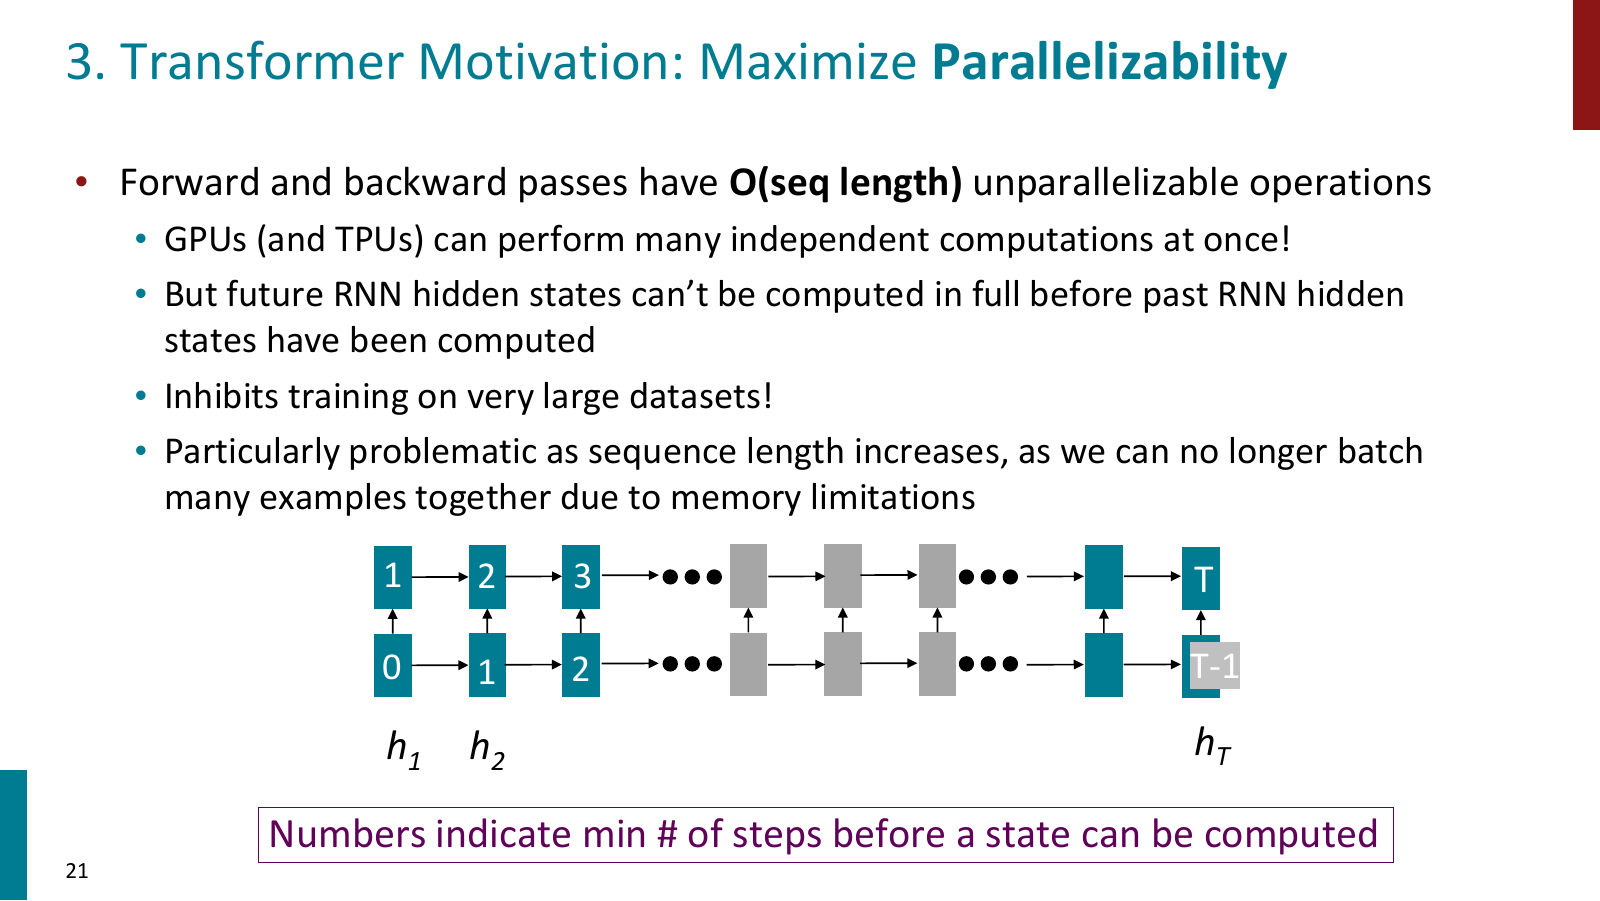 3. Transformer Motivation: Maximize Parallelizability
• Forward and backward passes have O(seq length) unparallelizable operations
• GPUs (and TPUs) can perform many independent computations at once!
• But future RNN hidden states can’t be computed in full before past RNN hidden
states have been computed
• Inhibits training on very large datasets!
• Particularly problematic as sequence length increases, as we can no longer batch
many examples together due to memory limitations
1 2 3 T
0 1 2 T-1
h1 h2 hT
Numbers indicate min # of steps before a state can be computed
21